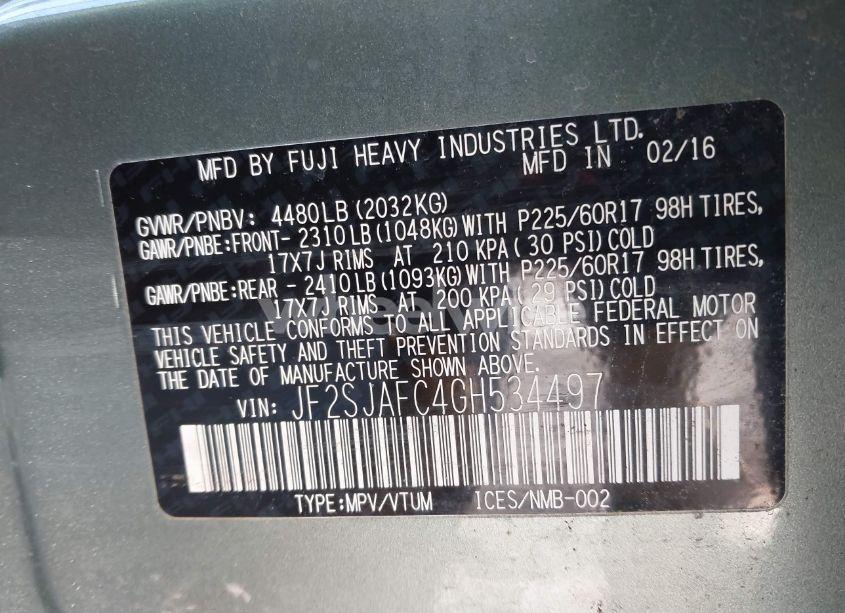 MFD BY FUJI HEAVY INDUSTRIES LTD.
MFD IN 02/16
GVWR/PNBV: 4480LB (2032KG)
GAWR/PNBE:FRONT- 2310LB (1048KG) WITH P225/60R17 98H TIRES,
17X7J RIMS AT 210 KPA ( 30 PSI) COLD
GAWR/PNBE:REAR - 2410LB (1093KG) WITH P225/60R17 98H TIRES,
17X7J RIMS AT 200 KPA (29 PSI) COLD
THIS VEHICLE CONFORMS TO ALL APPLICABLE FEDERAL MOTOR
VEHICLE SAFETY AND THEFT PREVENTION STANDARDS IN EFFECT ON
THE DATE OF MANUFACTURE SHOWN ABOVE.
VIN: JF2SJAFC4GH534497
TYPE:MPV/VTUM ICES/NMB-002